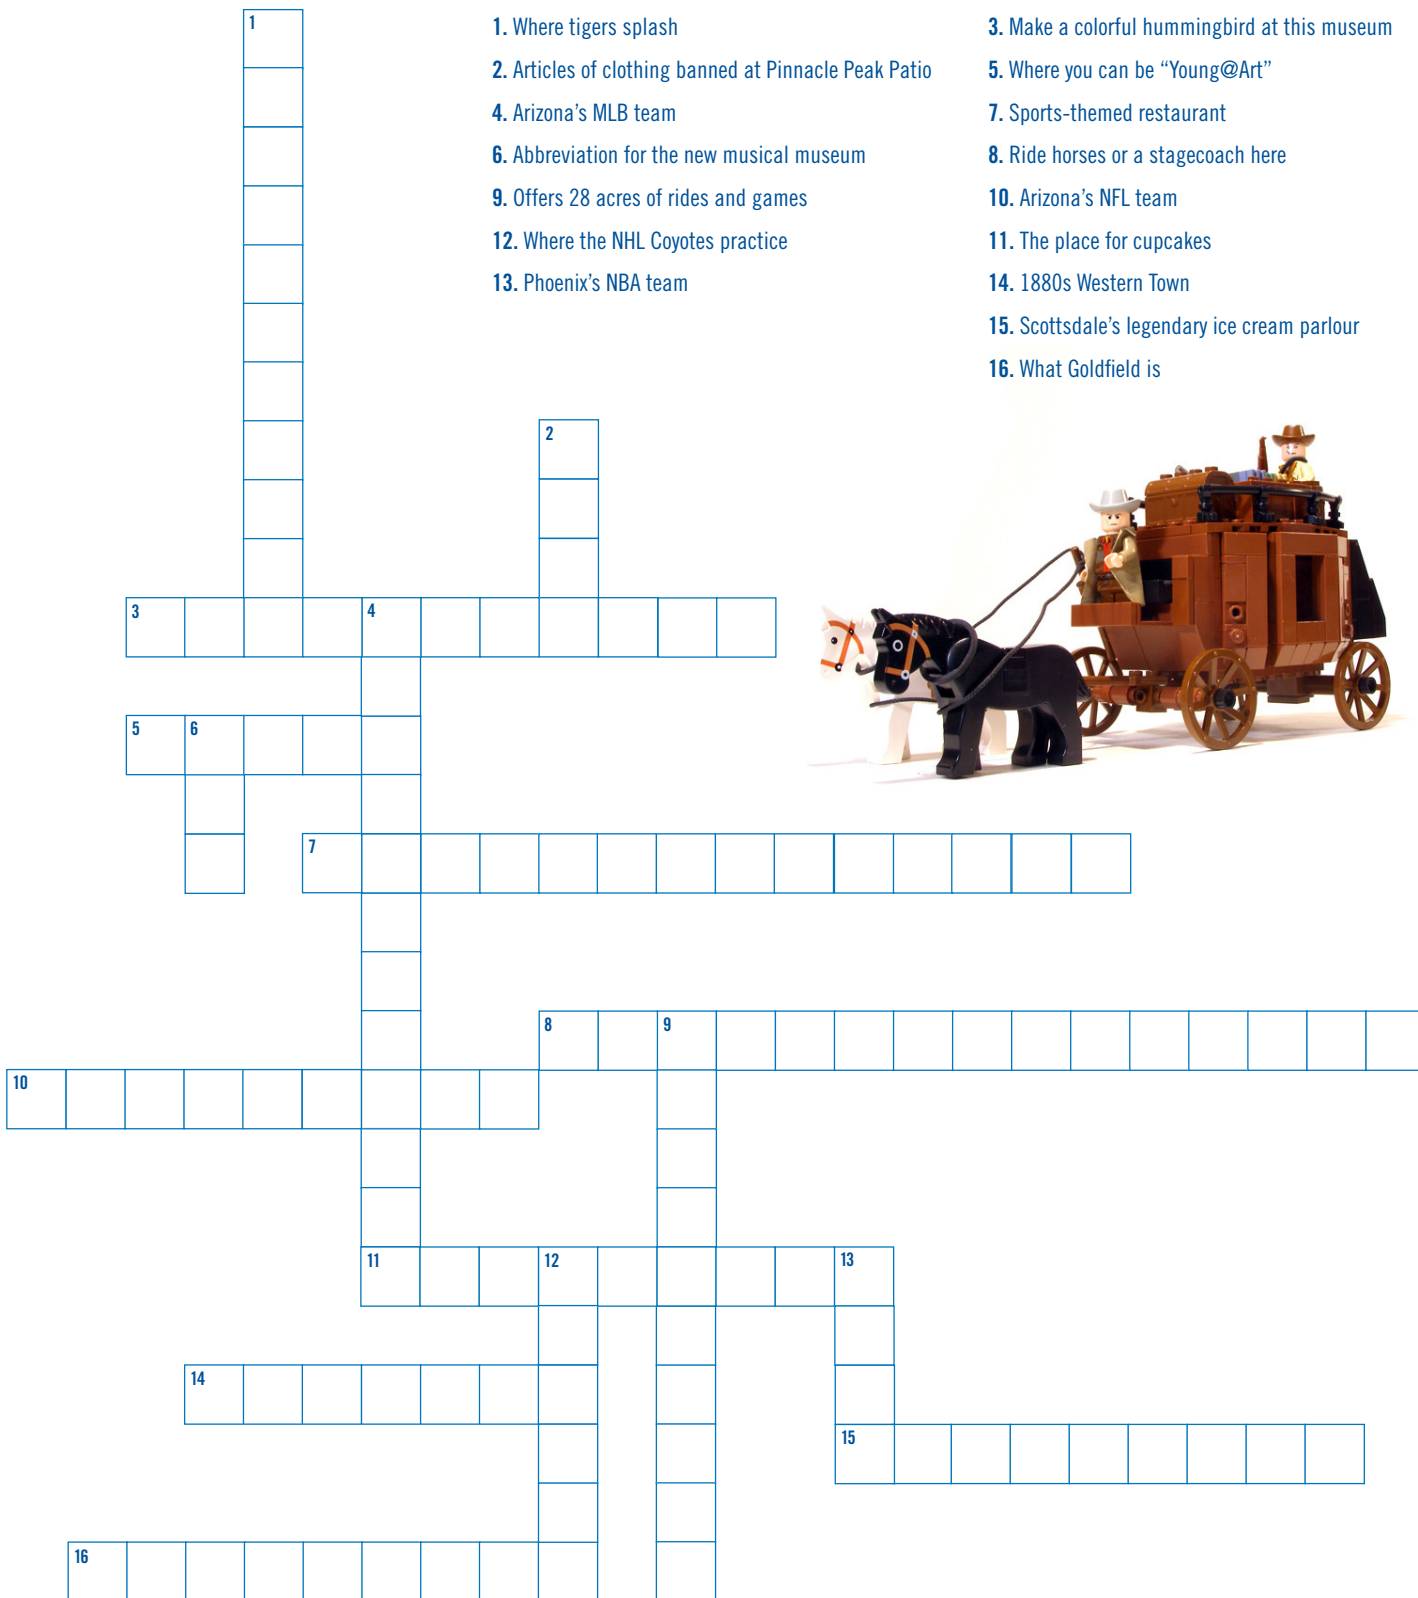 1. Where tigers splash
2. Articles of clothing banned at Pinnacle Peak Patio
4. Arizona’s MLB team
6. Abbreviation for the new musical museum
9. Offers 28 acres of rides and games
12. Where the NHL Coyotes practice
13. Phoenix’s NBA team
3. Make a colorful hummingbird at this museum
5. Where you can be “Young@Art”
7. Sports-themed restaurant
8. Ride horses or a stagecoach here
10. Arizona’s NFL team
11. The place for cupcakes
14. 1880s Western Town
15. Scottsdale’s legendary ice cream parlour
16. What Goldfield is
1
2
3
4
5
6
7
8
9
10
11
12
13
14
15
16